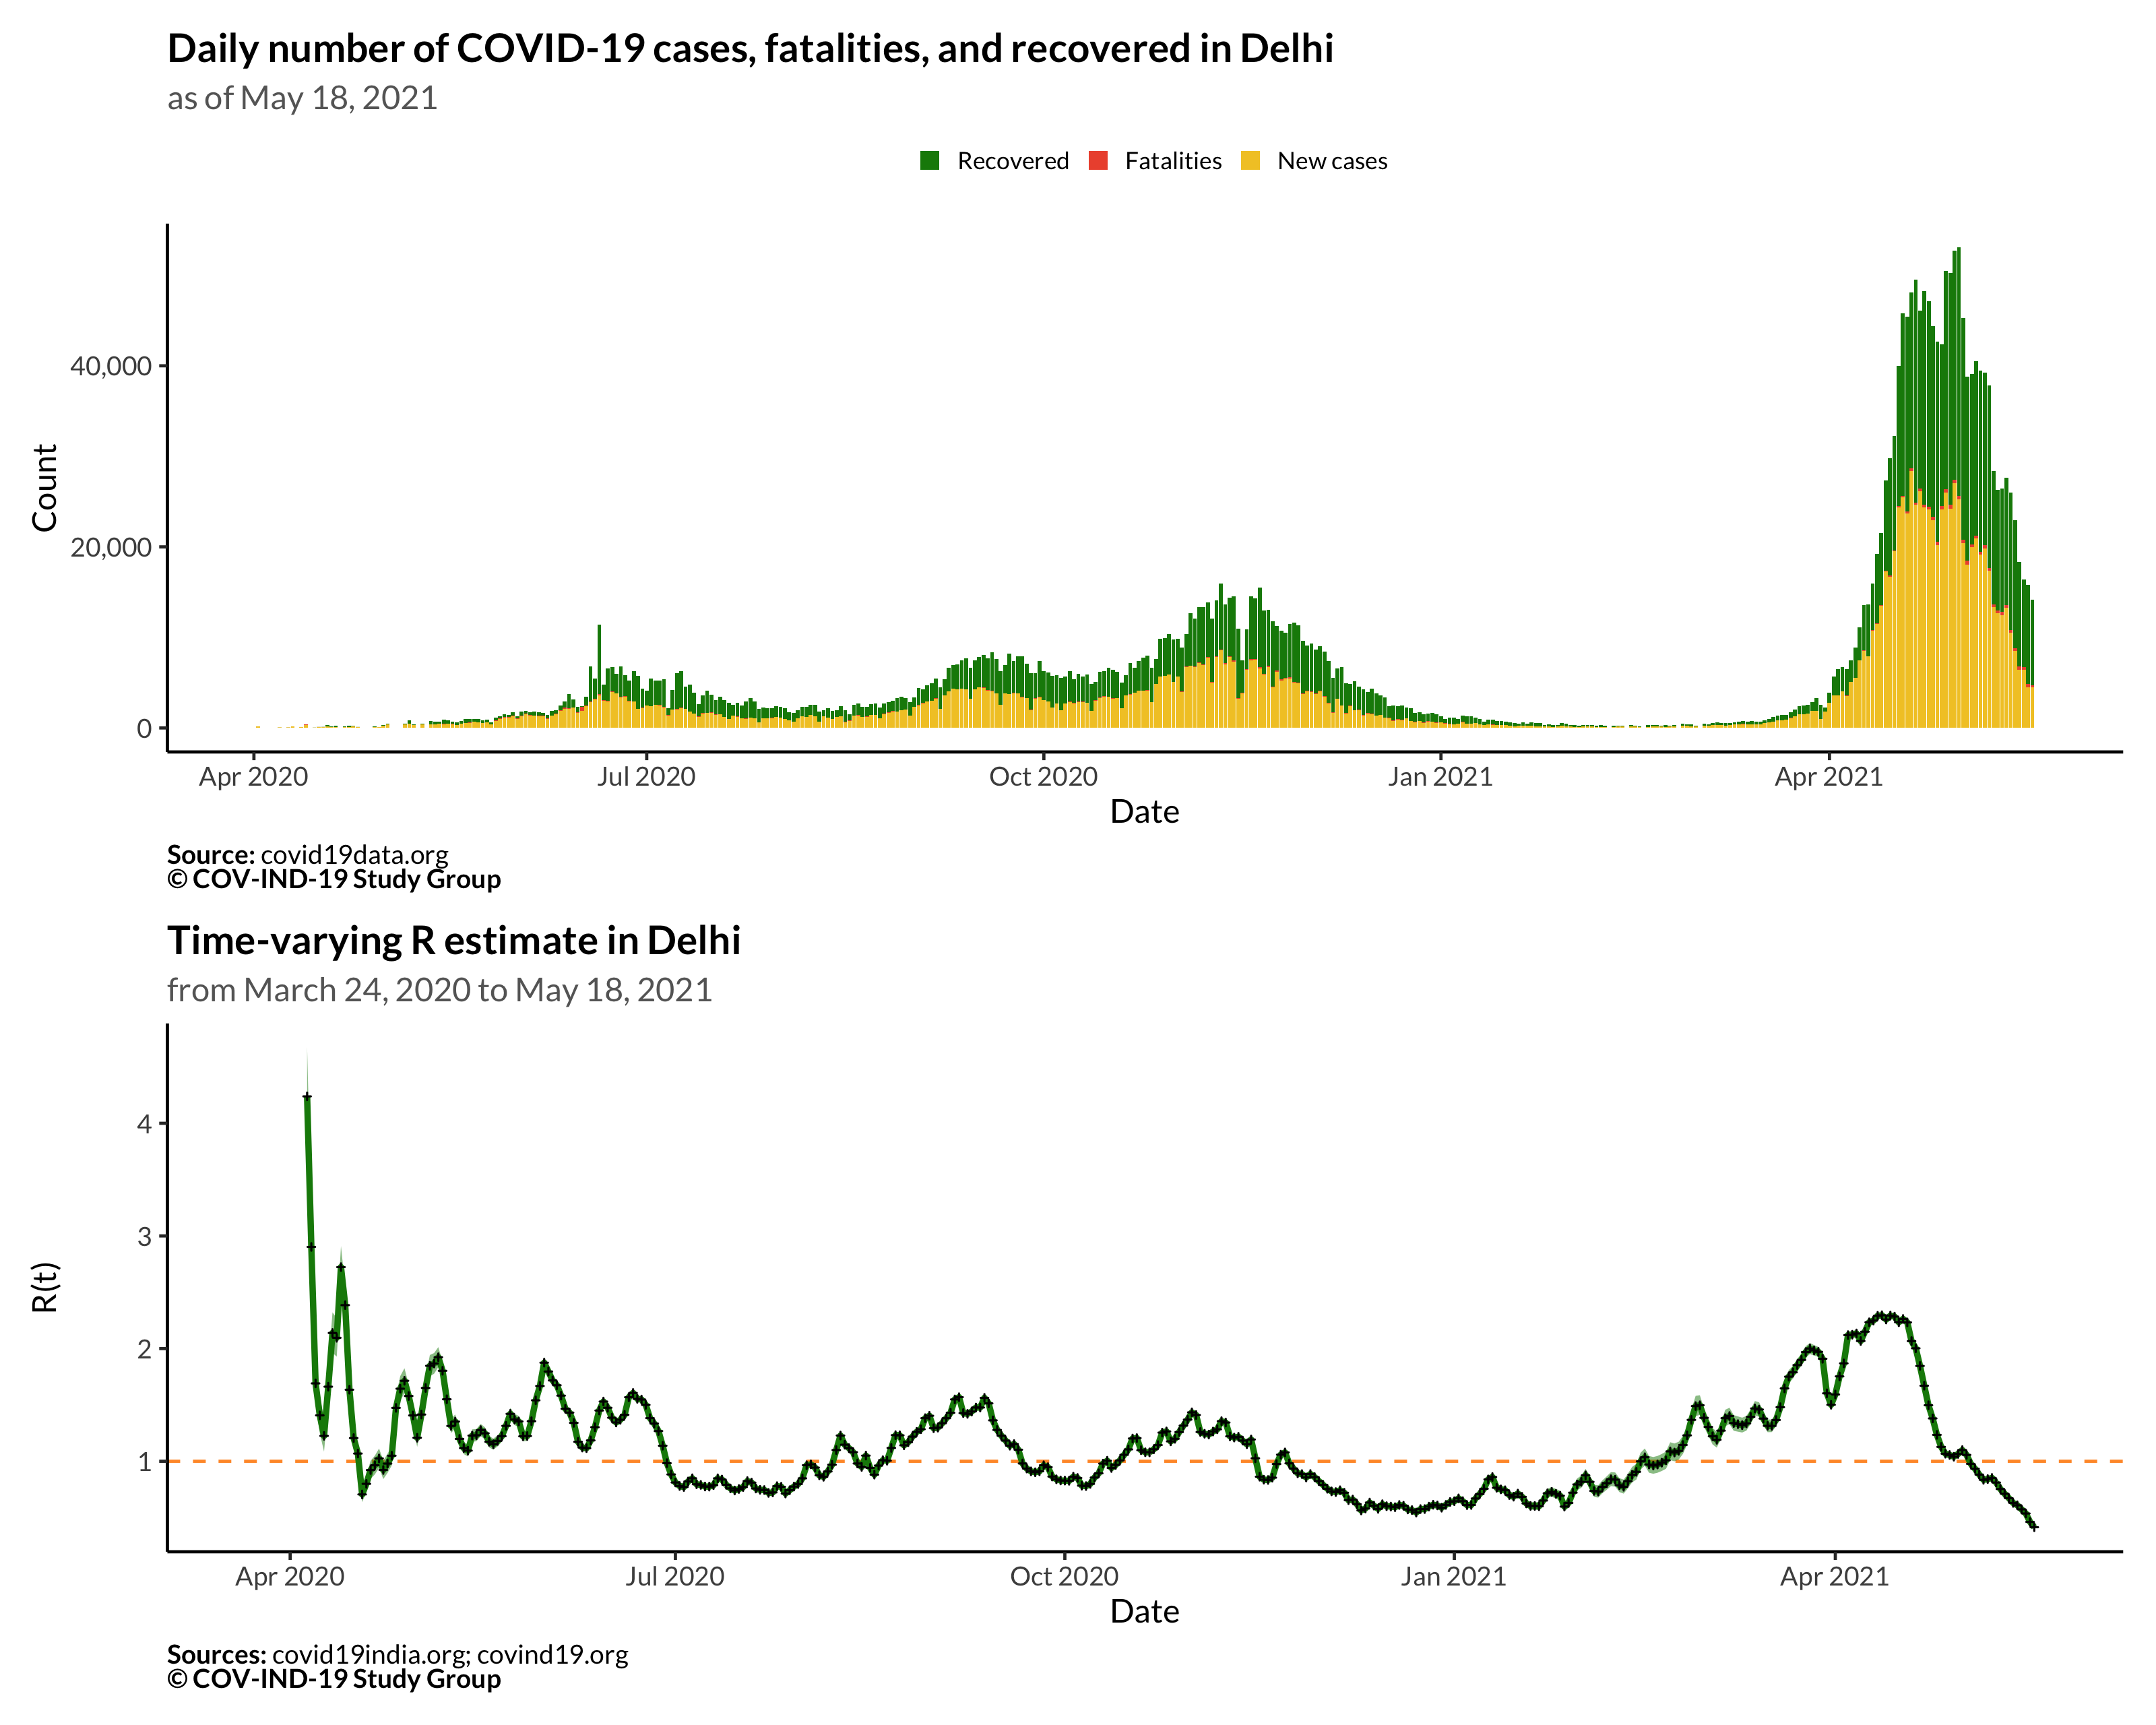 Daily number of COVID-19 cases, fatalities, and recovered in Delhi
as of May 18, 2021
Recovered Fatalities New cases
Count
40,000
20,000
0
Apr 2020 Jul 2020 Oct 2020 Jan 2021 Apr 2021
Date
Source: covid19data.org
© COV-IND-19 Study Group
Time-varying R estimate in Delhi
from March 24, 2020 to May 18, 2021
R(t)
4
3
2
1
Apr 2020 Jul 2020 Oct 2020 Jan 2021 Apr 2021
Date
Sources: covid19india.org; covind19.org
© COV-IND-19 Study Group